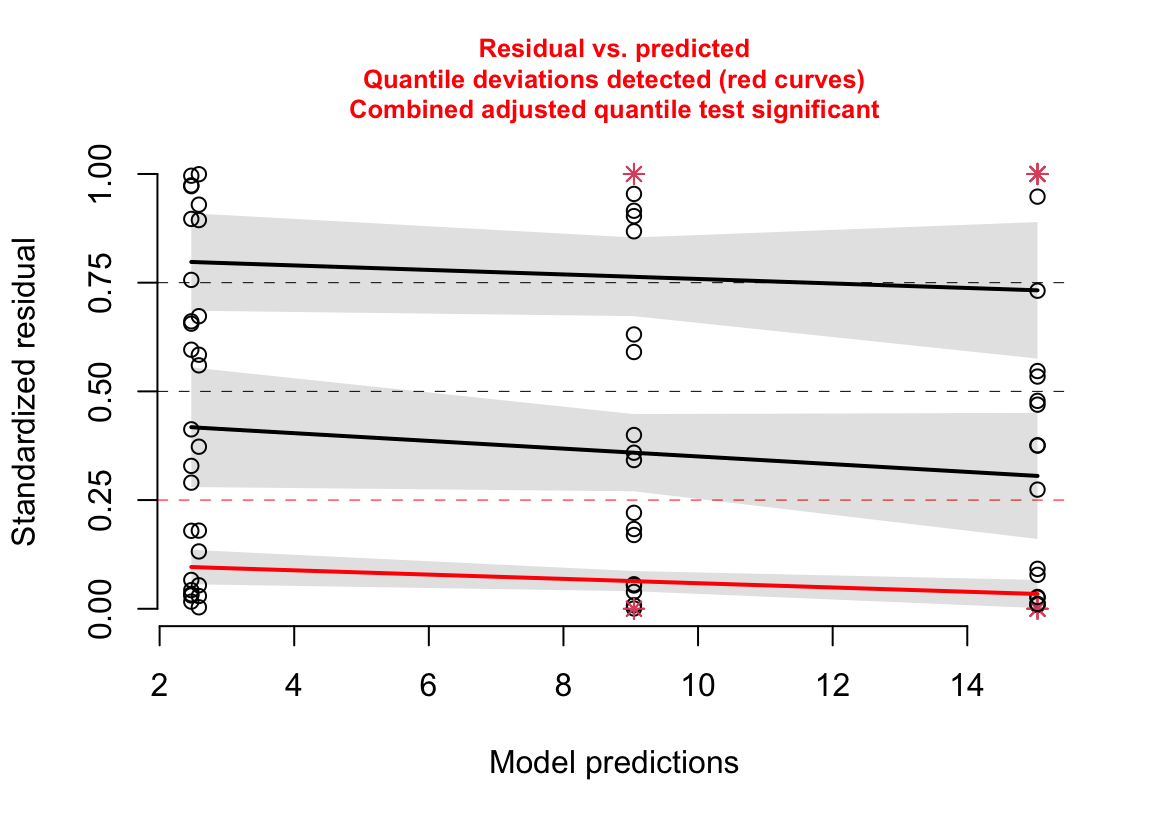 Residual vs. predicted
Quantile deviations detected (red curves)
Combined adjusted quantile test significant
1.00
0.75
0.50
0.25
0.00
Standardized residual
2 4 6 8 10 12 14
Model predictions